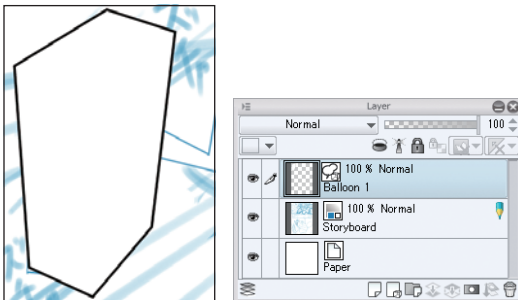 Layer
Normal
100
100 % Normal
Balloon 1
100 % Normal
Storyboard
Paper